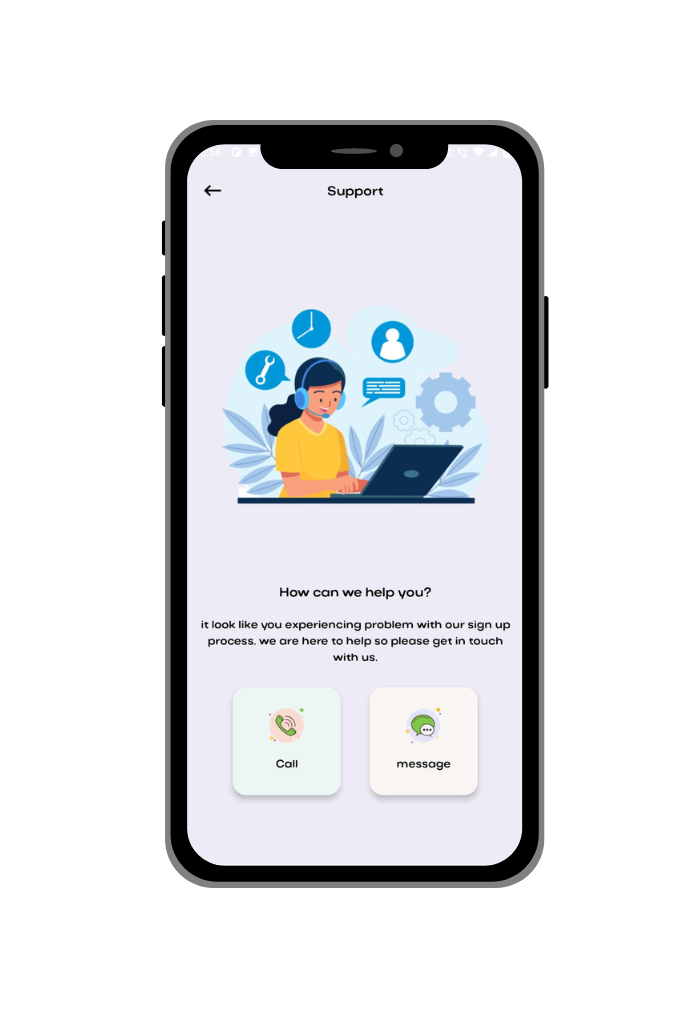 Support
How can we help you?
it look like you experiencing problem with our sign up
process. we are here to help so please get in touch
with us.
Call
message